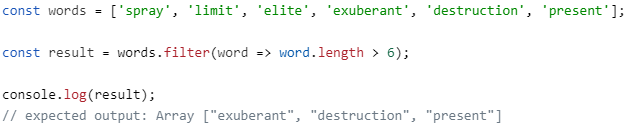 const words = ['spray', 'limit', 'elite', 'exuberant', 'destruction', 'present'];
const result = words.filter(word => word.length > 6);
console.log(result);
// expected output: Array ["exuberant", "destruction", "present"]